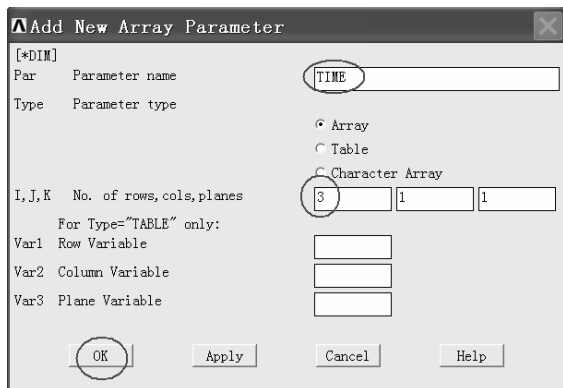 Add New Array Parameter
[*DIM]
Par Parameter name TIME
Type Parameter type
Array
Table
Character Array
I,J,K No. of rows,cols,planes 3 1 1
For Type="TABLE" only:
Var1 Row Variable
Var2 Column Variable
Var3 Plane Variable
OK Apply Cancel Help